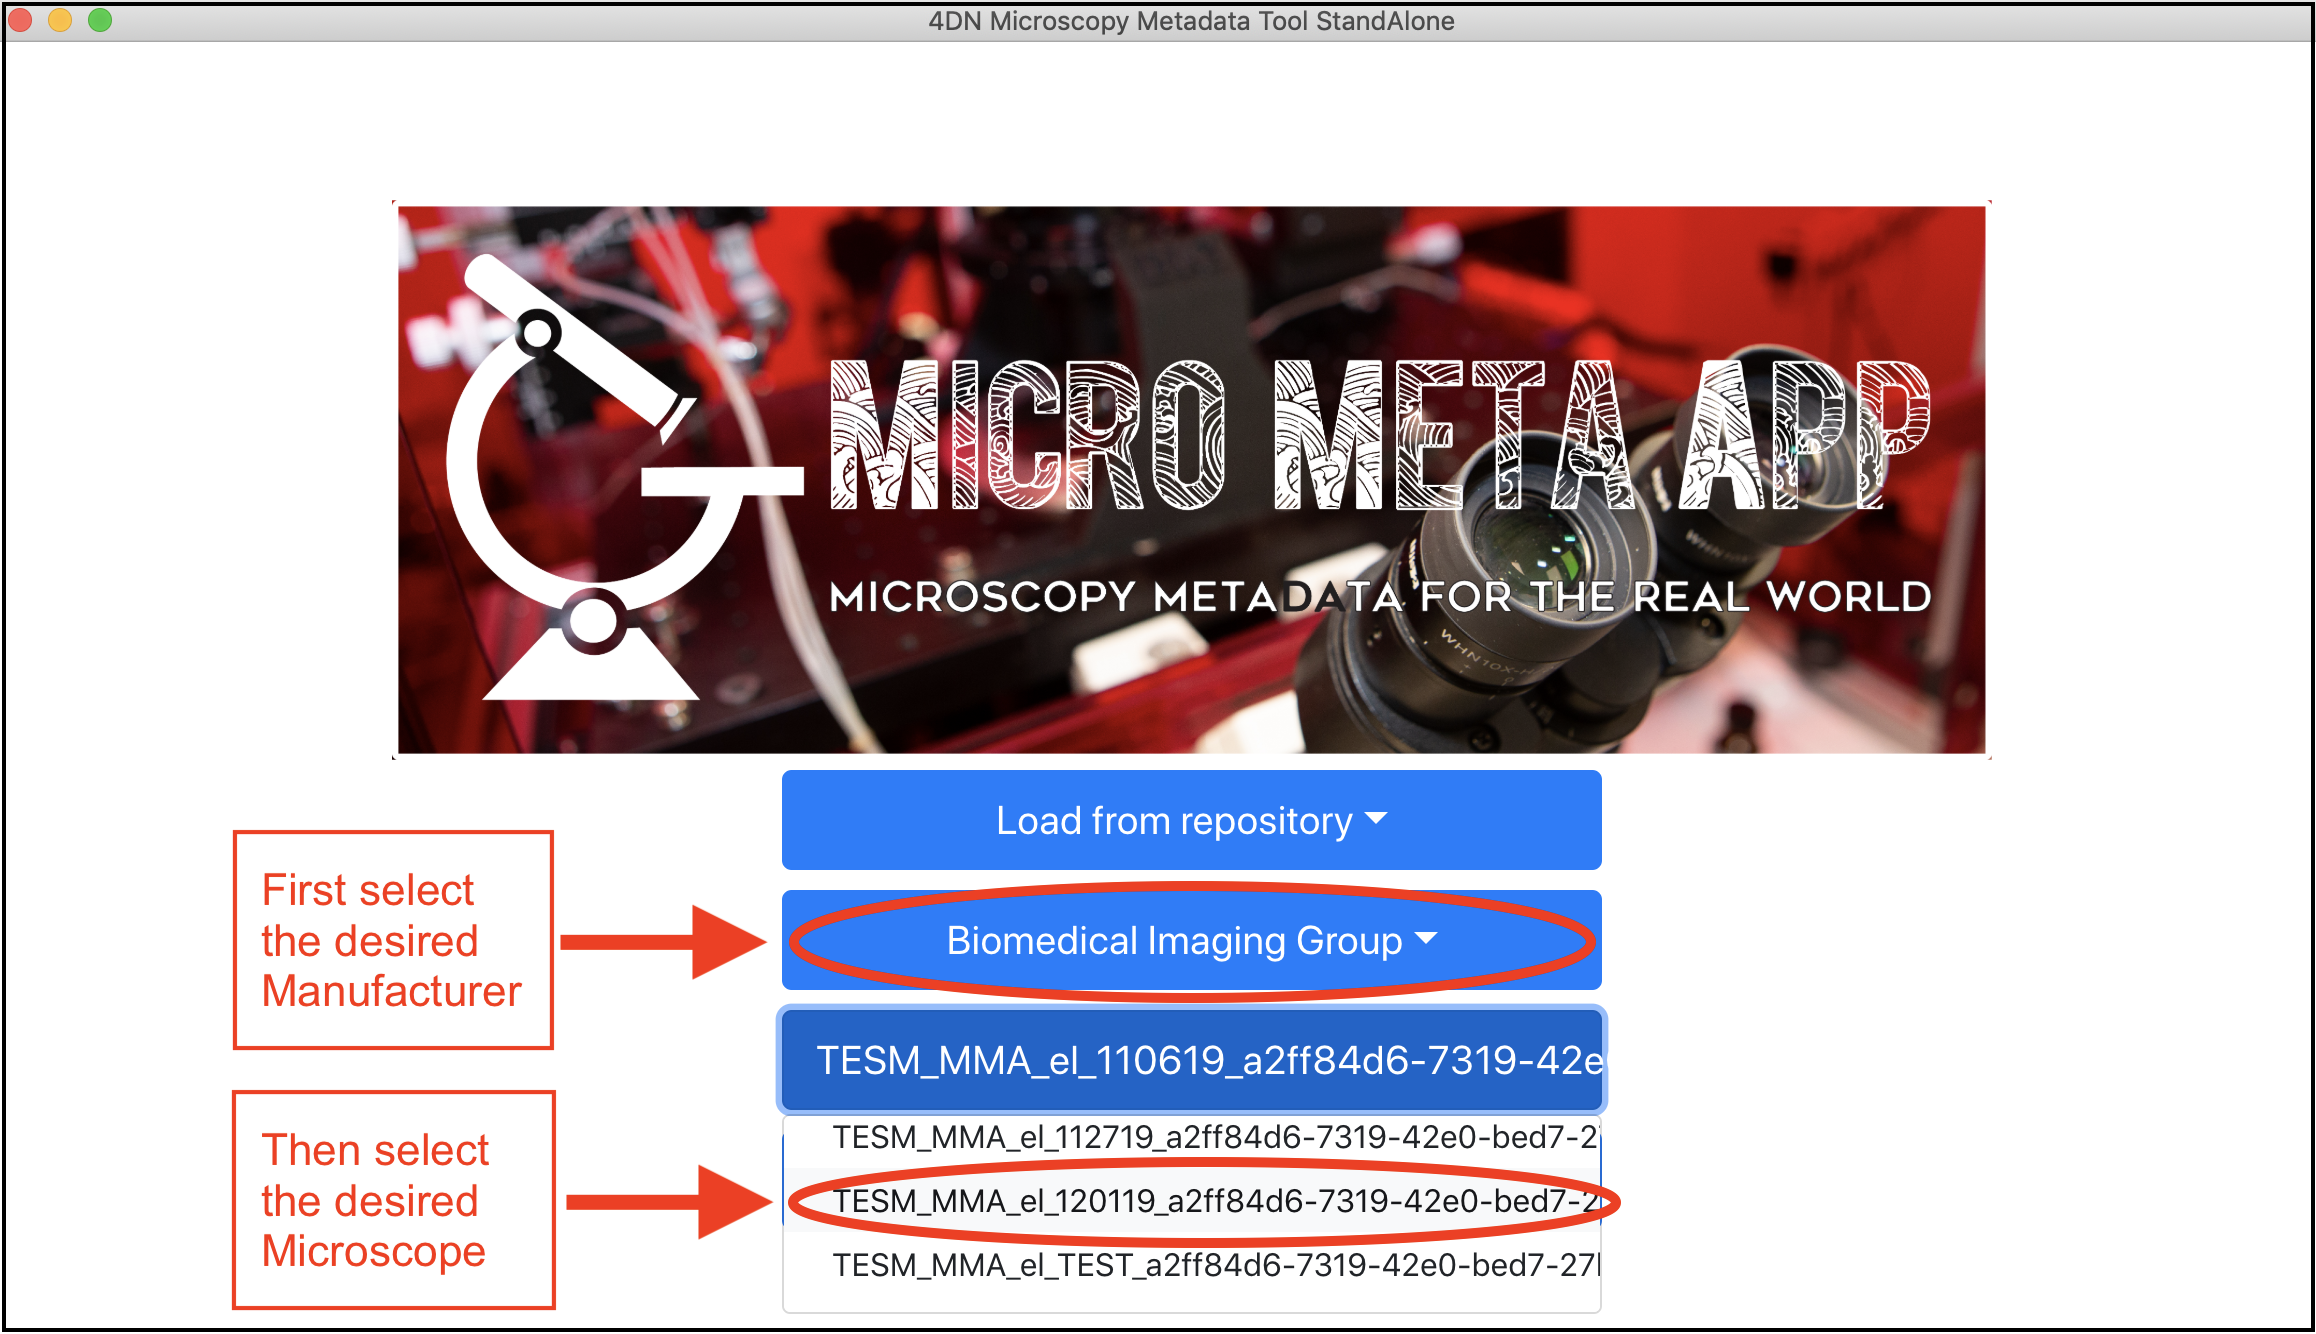 4DN Microscopy Metadata Tool StandAlone
MICRO META APP
MICROSCOPY METADATA FOR THE REAL WORLD
WHN10X-H
Load from repository
First select
the desired
Manufacturer
Biomedical Imaging Group
TESM_MMA_el_110619_a2ff84d6-7319-42e
Then select
the desired
Microscope
TESM_MMA_el_112719_a2ff84d6-7319-42e0-bed7-2
TESM_MMA_el_120119_a2ff84d6-7319-42e0-bed7-2
TESM_MMA_el_TEST_a2ff84d6-7319-42e0-bed7-27